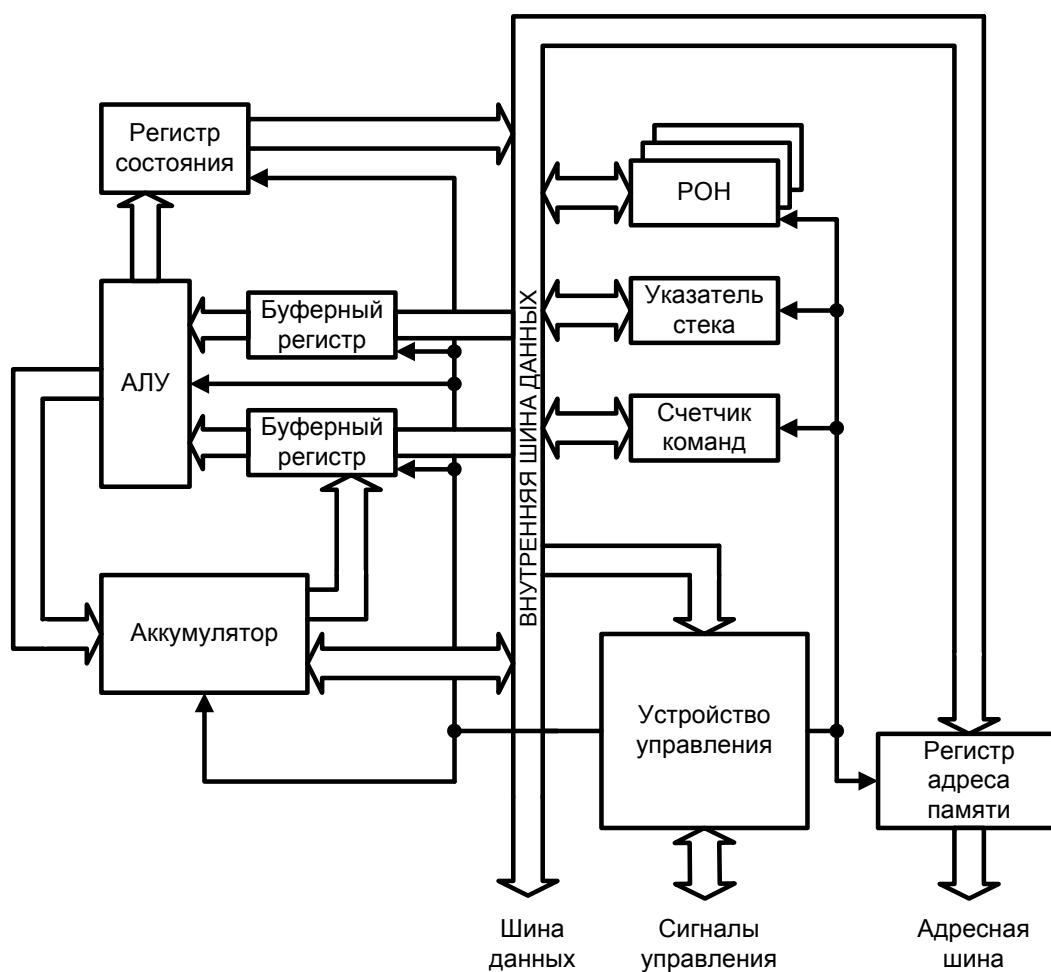 Регистр
состояния
РОН
Буферный
регистр
Указатель
стека
АЛУ
Буферный
регистр
Счетчик
команд
ВНУТРЕННЯЯ ШИНА ДАННЫХ
Аккумулятор
Устройство
управления
Регистр
адреса
памяти
Шина
данных
Сигналы
управления
Адресная
шина